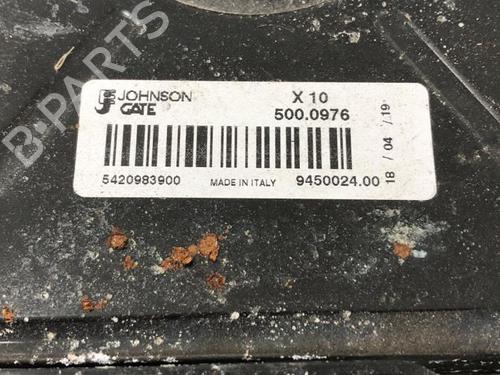 JOHNSON
GATE
X 10
500.0976
5420983900
MADE IN ITALY
9450024.00
18 / 04 / 19
B-PARTS